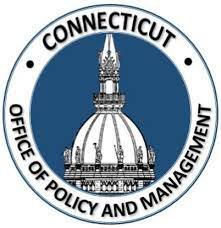 CONNECTICUT
OFFICE OF POLICY AND MANAGEMENT